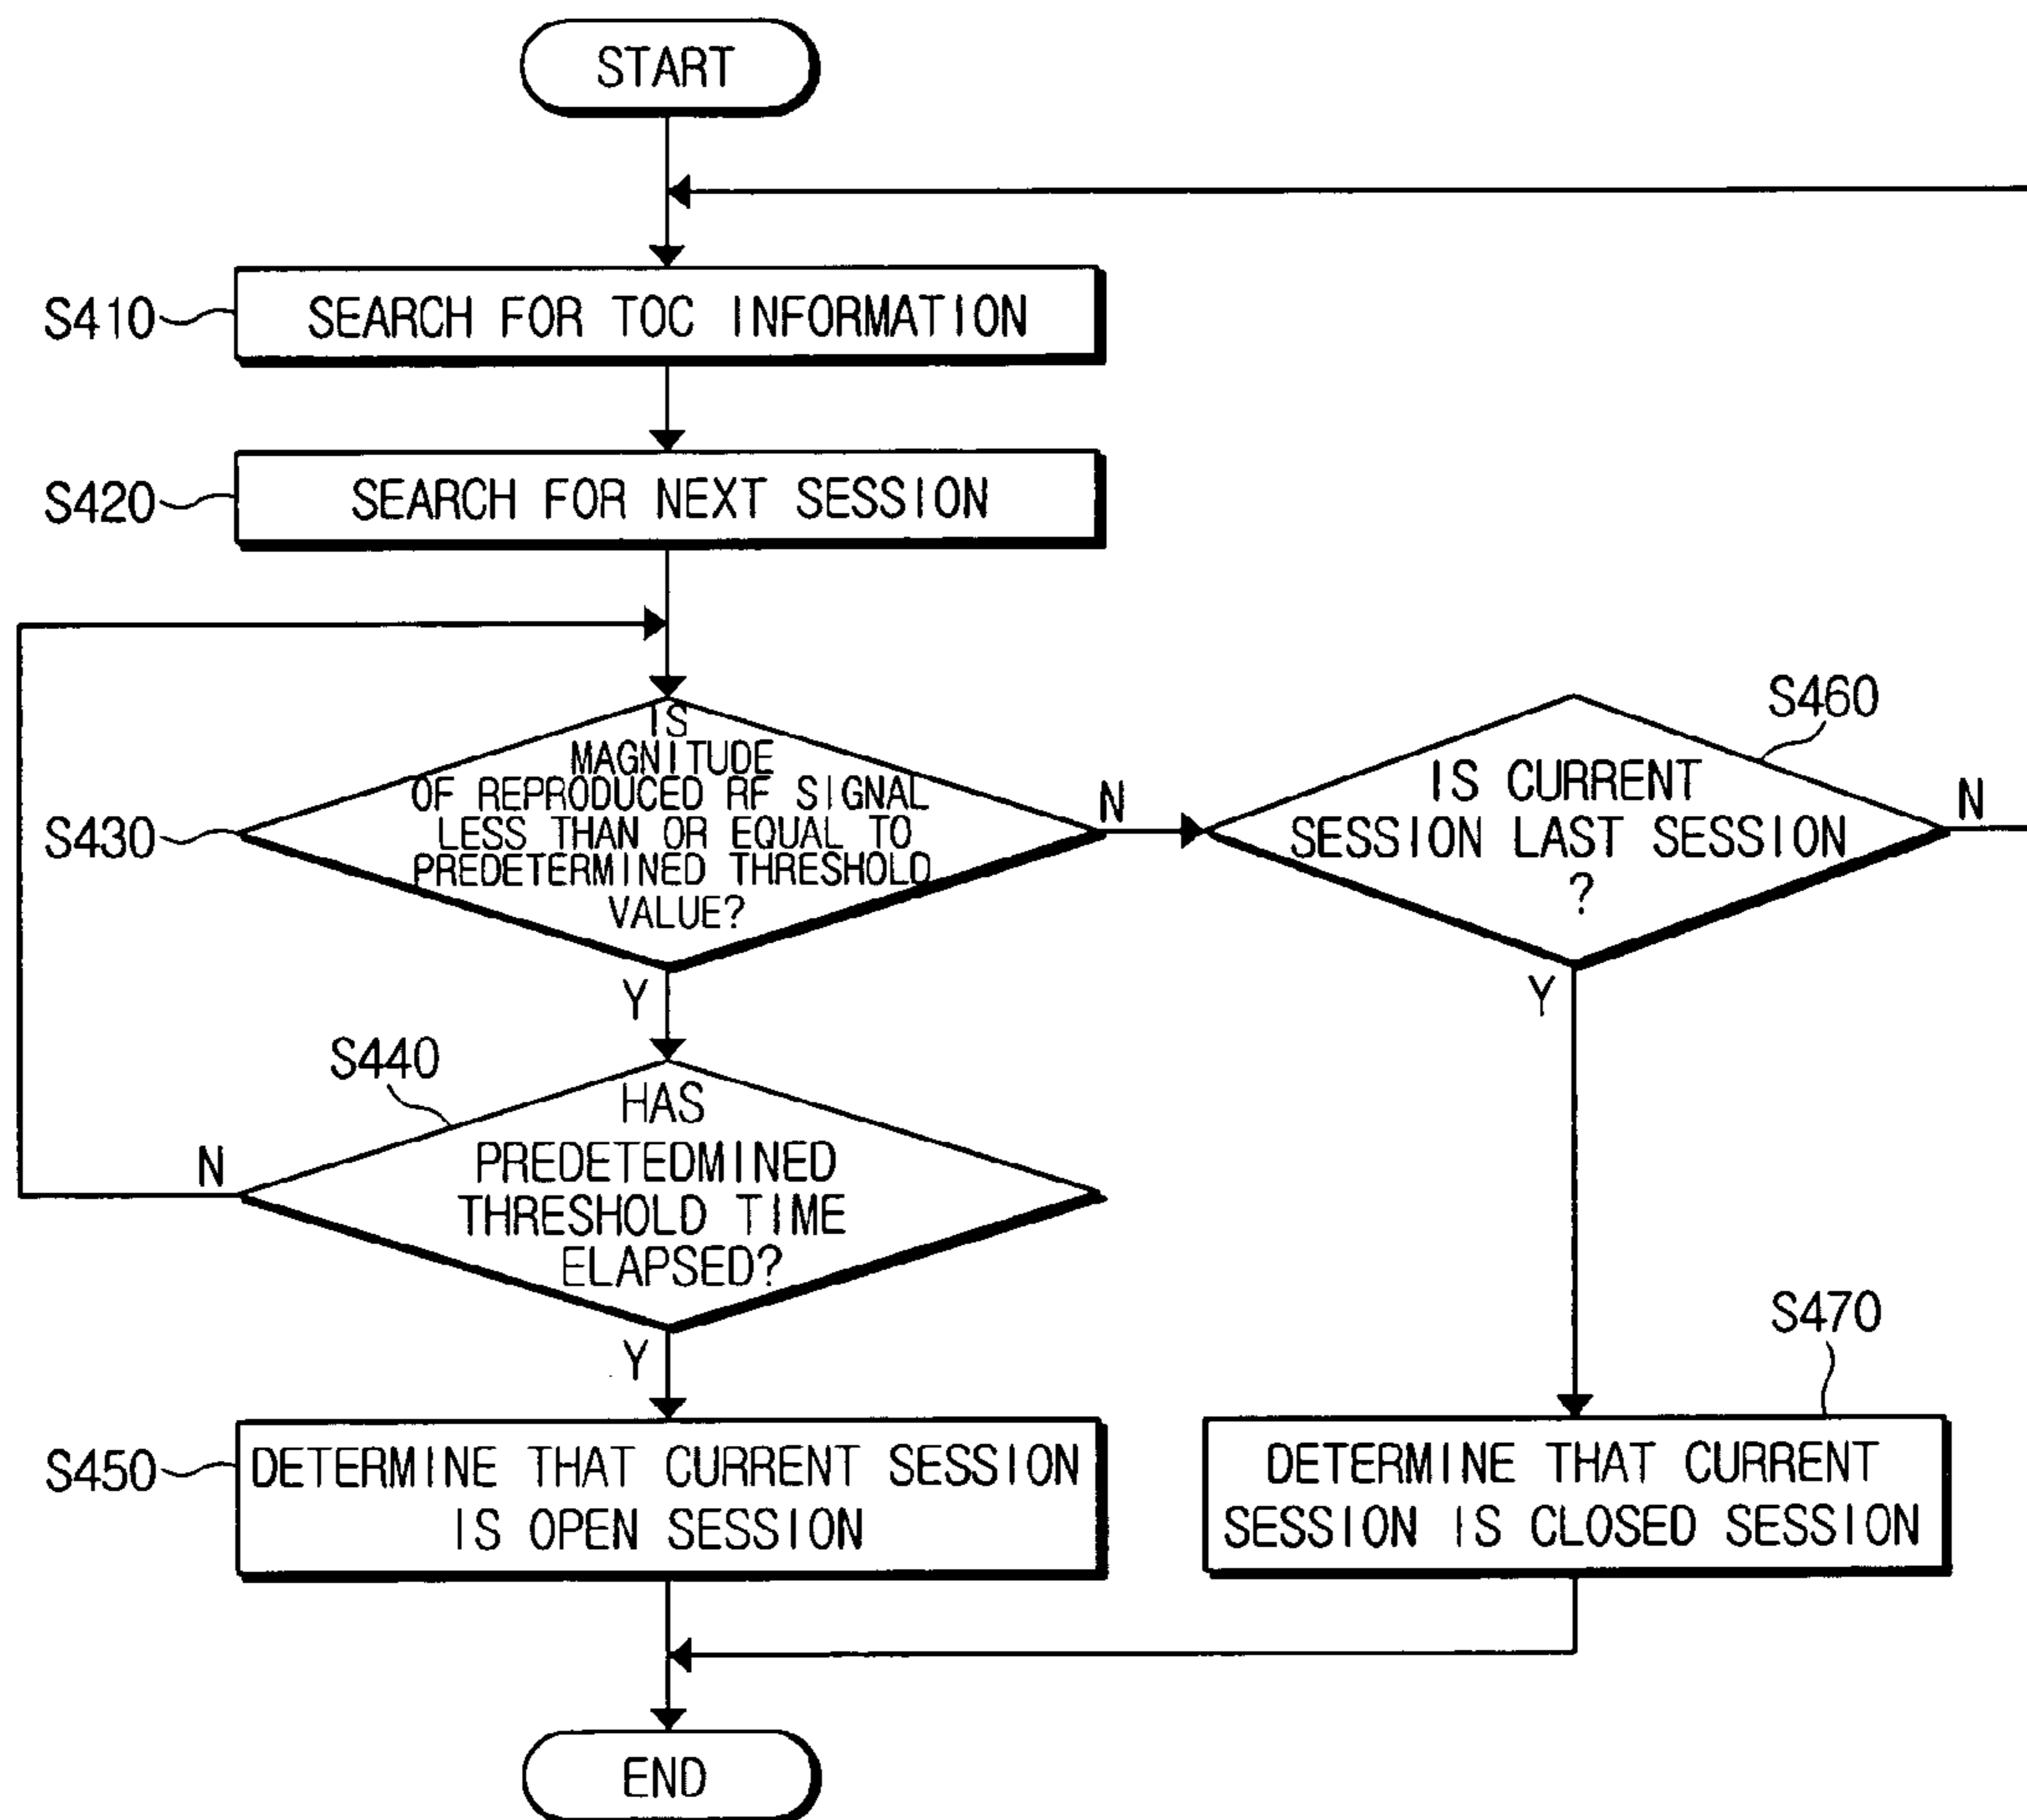 START
S410
SEARCH FOR TOC INFORMATION
S420
SEARCH FOR NEXT SESSION
S430
IS
MAGNITUDE
OF REPRODUCED RF SIGNAL
LESS THAN OR EQUAL TO
PREDETERMINED THRESHOLD
VALUE?
N
Y
S460
IS CURRENT
SESSION LAST SESSION
?
N
Y
S440
HAS
PREDETEDMINED
THRESHOLD TIME
ELAPSED?
N
Y
S450
DETERMINE THAT CURRENT SESSION
IS OPEN SESSION
S470
DETERMINE THAT CURRENT
SESSION IS CLOSED SESSION
END